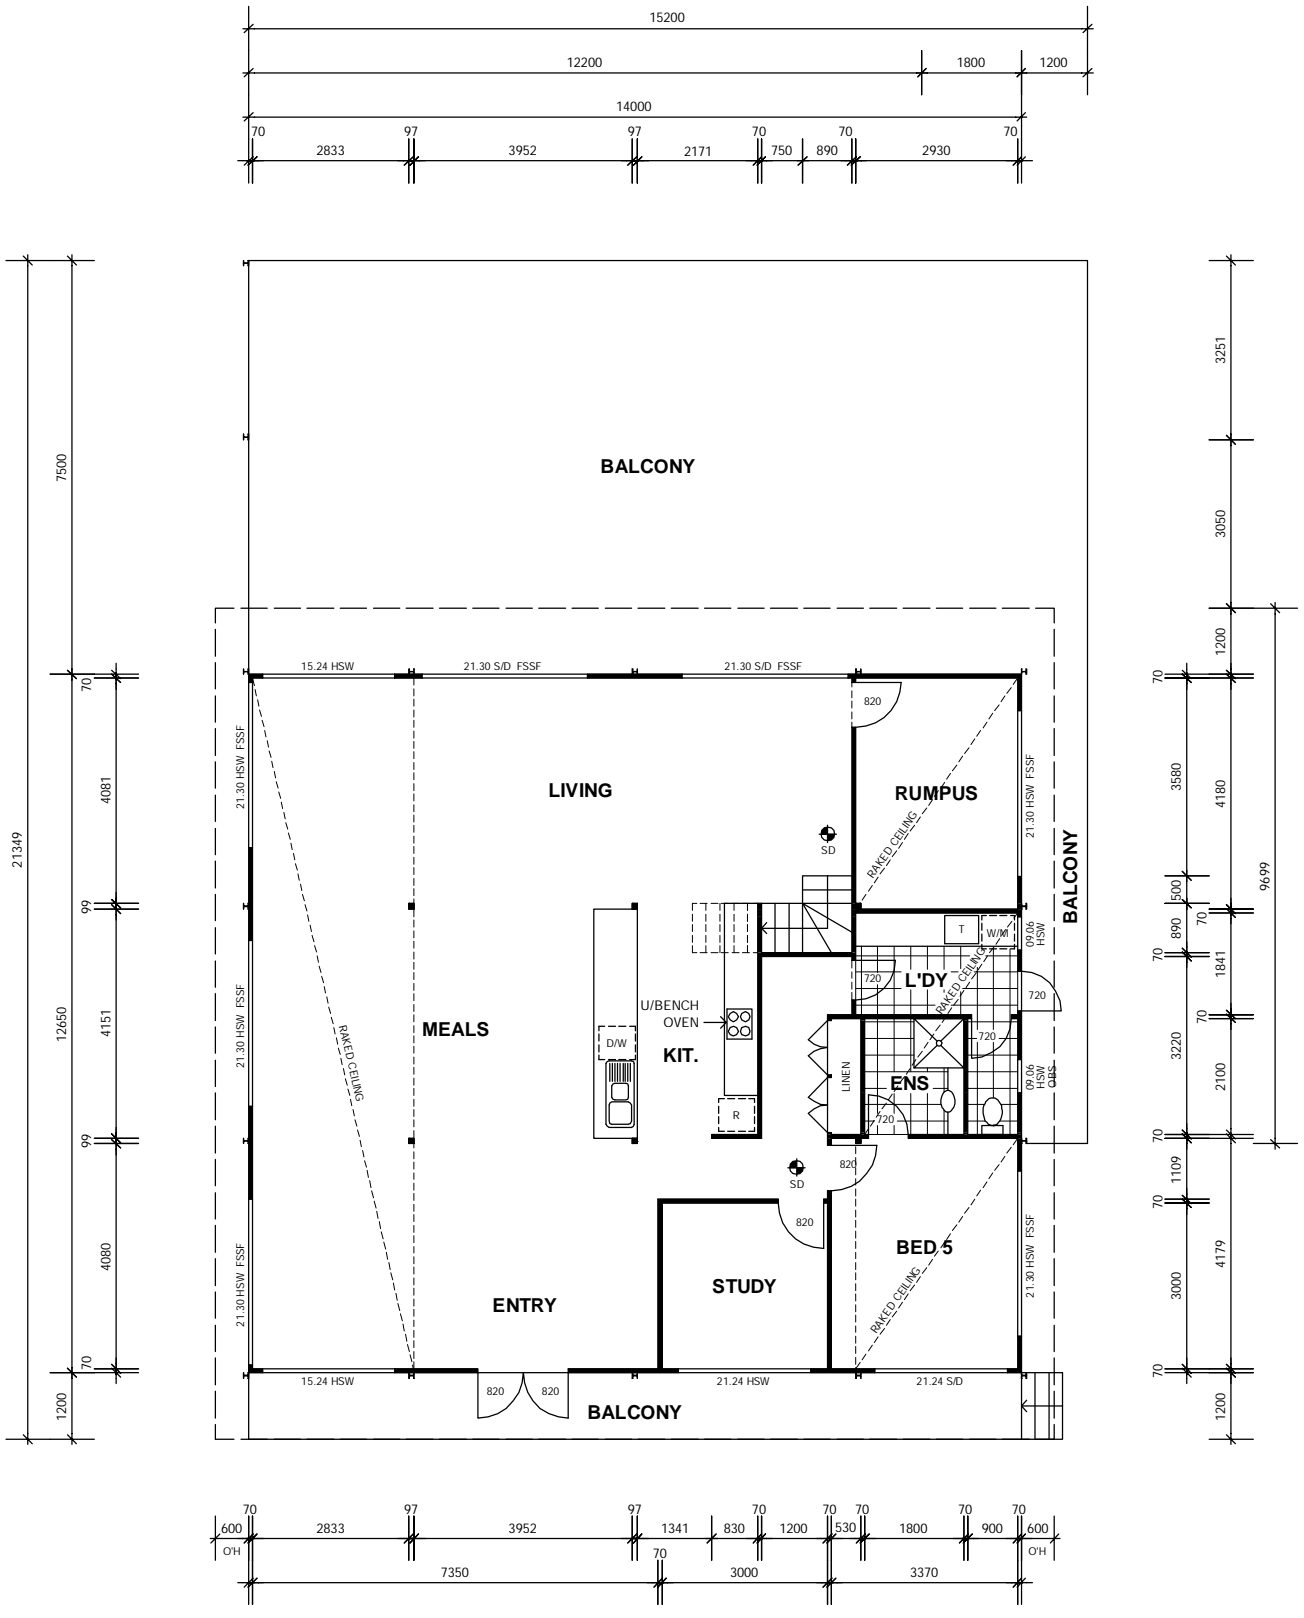 15200
12200
1800
1200
14000
70
97
97
70
70
70
2833
3952
2171
750
890
2930
BALCONY
21349
7500
12650
1200
70
4081
99
4151
99
4080
70
3251
3050
1200
9699
70
3580
4180
500
890
70
70
1841
70
3220
2100
70
1109
70
4179
3000
70
1200
15.24 HSW
21.30 S/D FSSF
21.30 S/D FSSF
21.30 HSW FSSF
820
LIVING
RUMPUS
RAKED CEILING
21.30 HSW FSSF
SD
BALCONY
T
W/M
09.06
HSW
L'DY
RAKED CEILING
720
720
U/BENCH
OVEN
MEALS
D/W
KIT.
21.30 HSW FSSF
RAKED CEILING
LINEN
ENS
720
720
09.06
HSW
OBS
R
820
SD
820
BED 5
STUDY
ENTRY
RAKED CEILING
21.30 HSW FSSF
21.30 HSW FSSF
15.24 HSW
820
820
21.24 HSW
21.24 S/D
BALCONY
70
97
97
70
70
70
70
70
600
2833
3952
1341
830
1200
530
1800
900
600
O'H
O'H
70
7350
3000
3370